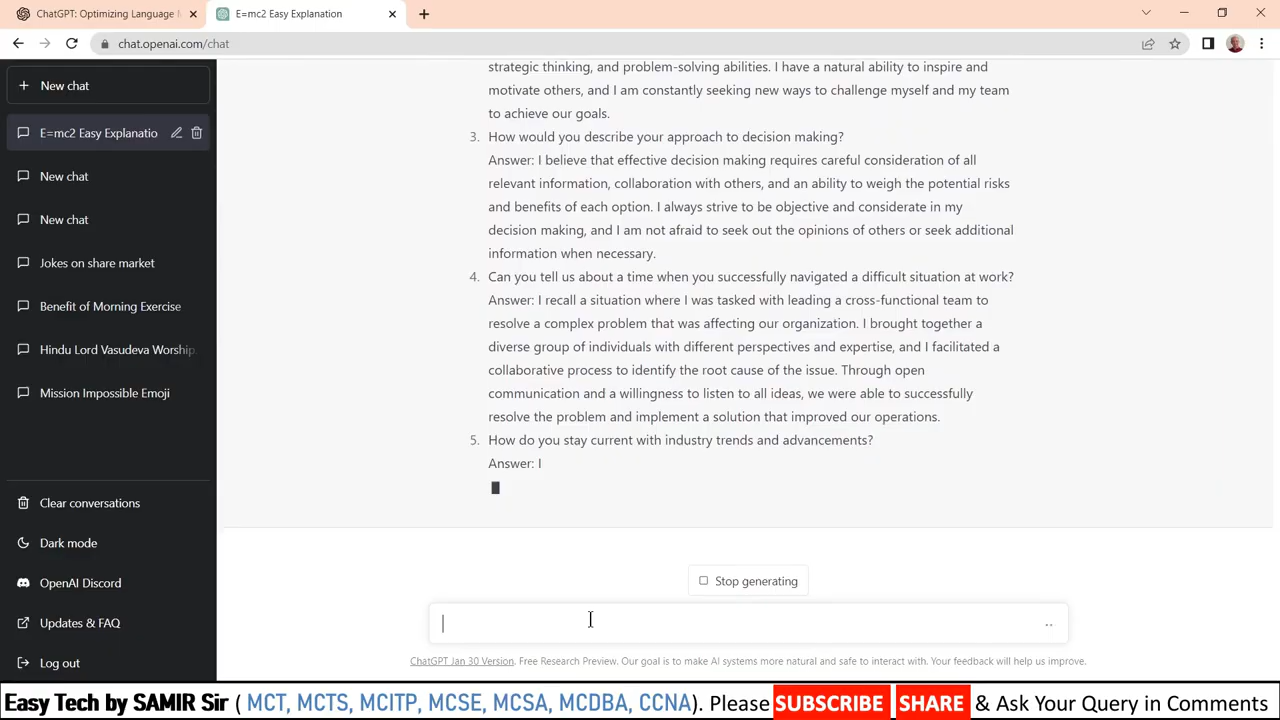 ChatGPT: Optimizing Language M
E=mc2 Easy Explanation
chat.openai.com/chat
New chat
E=mc2 Easy Explanatio
New chat
New chat
Jokes on share market
Benefit of Morning Exercise
Hindu Lord Vasudeva Worship.
Mission Impossible Emoji
Clear conversations
Dark mode
OpenAI Discord
Updates & FAQ
Log out
strategic thinking, and problem-solving abilities. I have a natural ability to inspire and
motivate others, and I am constantly seeking new ways to challenge myself and my team
to achieve our goals.
3. How would you describe your approach to decision making?
Answer: I believe that effective decision making requires careful consideration of all
relevant information, collaboration with others, and an ability to weigh the potential risks
and benefits of each option. I always strive to be objective and considerate in my
decision making, and I am not afraid to seek out the opinions of others or seek additional
information when necessary.
4. Can you tell us about a time when you successfully navigated a difficult situation at work?
Answer: I recall a situation where I was tasked with leading a cross-functional team to
resolve a complex problem that was affecting our organization. I brought together a
diverse group of individuals with different perspectives and expertise, and I facilitated a
collaborative process to identify the root cause of the issue. Through open
communication and a willingness to listen to all ideas, we were able to successfully
resolve the problem and implement a solution that improved our operations.
5. How do you stay current with industry trends and advancements?
Answer: I
Stop generating
ChatGPT Jan 30 Version. Free Research Preview. Our goal is to make AI systems more natural and safe to interact with. Your feedback will help us improve.
Easy Tech by SAMIR Sir ( MCT, MCTS, MCITP, MCSE, MCSA, MCDBA, CCNA). Please SUBSCRIBE SHARE & Ask Your Query in Comments